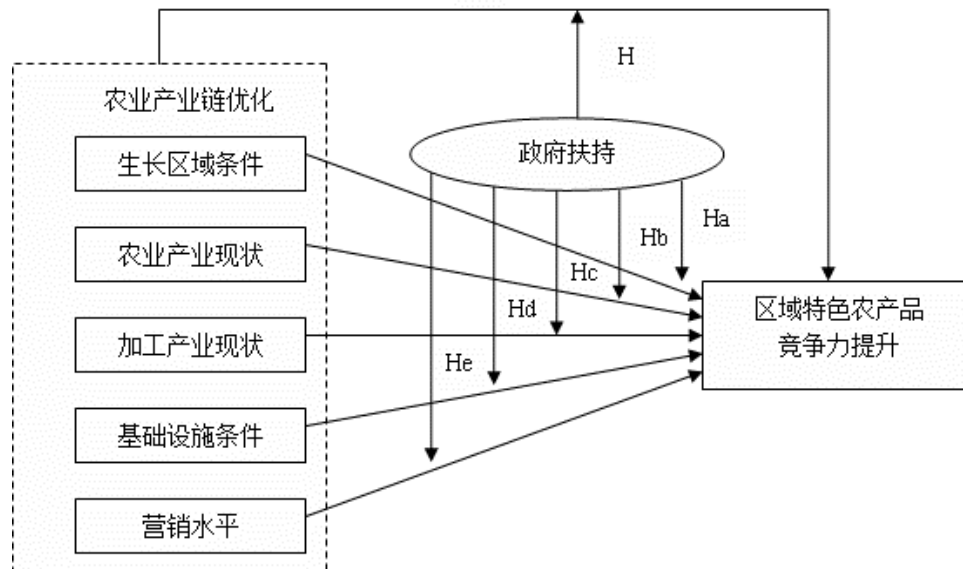 农业产业链优化
生长区域条件
农业产业现状
加工产业现状
基础设施条件
营销水平
政府扶持
H
Ha
Hb
Hc
Hd
He
区域特色农产品
竞争力提升